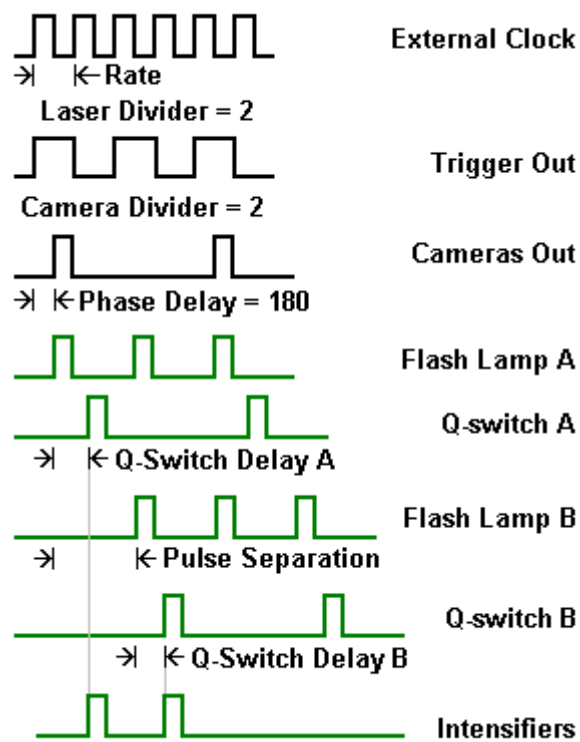 External Clock
Rate
Laser Divider = 2
Trigger Out
Camera Divider = 2
Cameras Out
Phase Delay = 180
Flash Lamp A
Q-switch A
Q-Switch Delay A
Flash Lamp B
Pulse Separation
Q-switch B
Q-Switch Delay B
Intensifiers